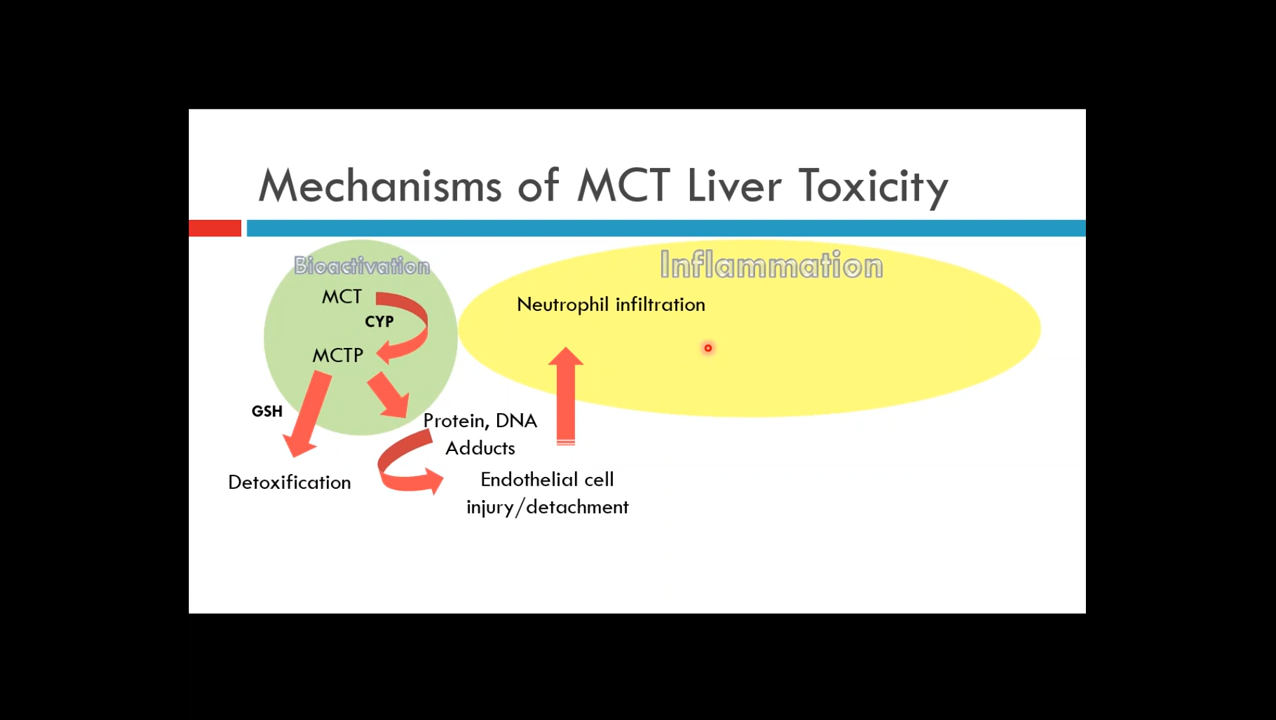 Mechanisms of MCT Liver Toxicity
Bioactivation
MCT
CYP
MCTP
GSH
Detoxification
Protein, DNA
Adducts
Endothelial cell
injury/detachment
Inflammation
Neutrophil infiltration